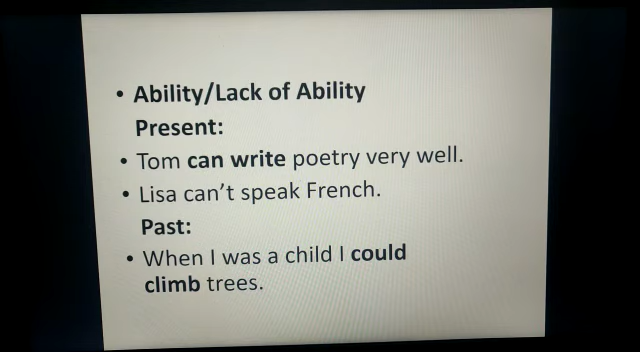 • Ability/Lack of Ability
Present:
• Tom can write poetry very well.
• Lisa can't speak French.
Past:
• When I was a child I could
climb trees.